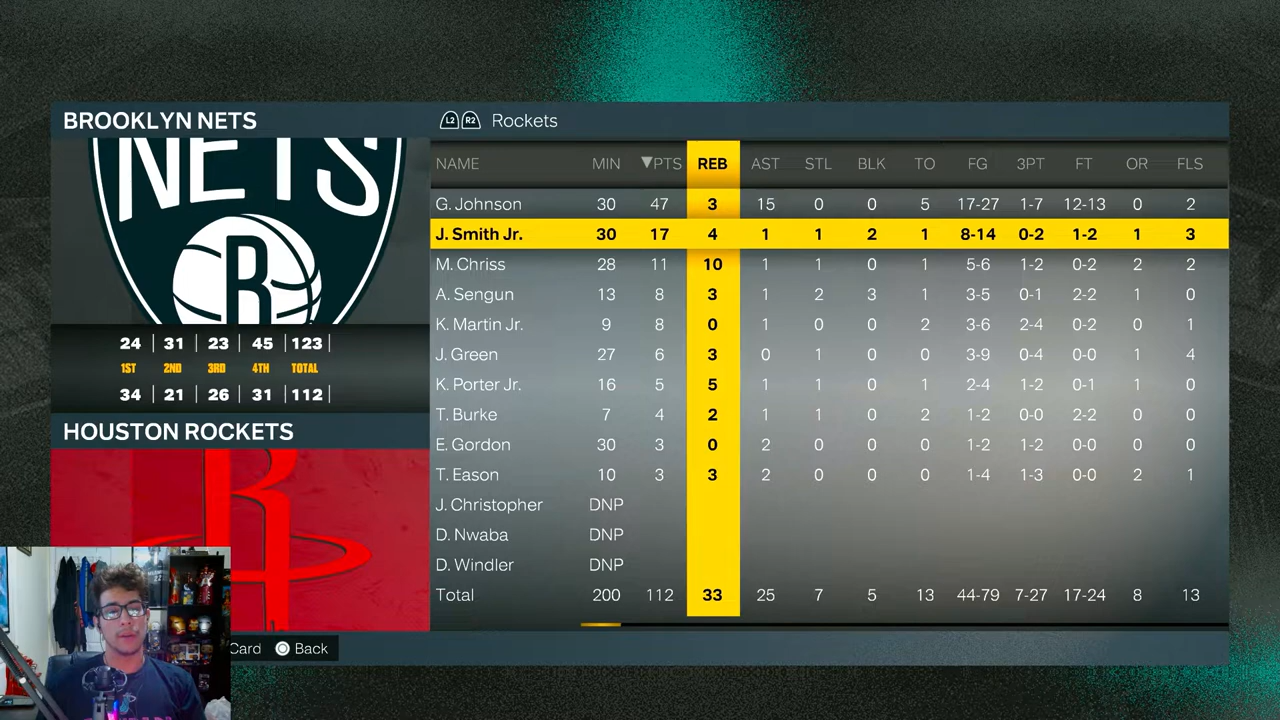 BROOKLYN NETS
NETS
B
24 | 31 | 23 | 45 | 123 |
1ST 2ND 3RD 4TH TOTAL
34 | 21 | 26 | 31 | 112 |
HOUSTON ROCKETS
R
Card Back
L2 R2 Rockets
NAME MIN ▼PTS REB AST STL BLK TO FG 3PT FT OR FLS
G. Johnson 30 47 3 15 0 0 5 17-27 1-7 12-13 0 2
J. Smith Jr. 30 17 4 1 1 2 1 8-14 0-2 1-2 1 3
M. Chriss 28 11 10 1 1 0 1 5-6 1-2 0-2 2 2
A. Sengun 13 8 3 1 2 3 1 3-5 0-1 2-2 1 0
K. Martin Jr. 9 8 0 1 0 0 2 3-6 2-4 0-2 0 1
J. Green 27 6 3 0 1 0 0 3-9 0-4 0-0 1 4
K. Porter Jr. 16 5 5 1 1 0 1 2-4 1-2 0-1 1 0
T. Burke 7 4 2 1 1 0 2 1-2 0-0 2-2 0 0
E. Gordon 30 3 0 2 0 0 0 1-2 1-2 0-0 0 0
T. Eason 10 3 3 2 0 0 0 1-4 1-3 0-0 2 1
J. Christopher DNP
D. Nwaba DNP
D. Windler DNP
Total 200 112 33 25 7 5 13 44-79 7-27 17-24 8 13